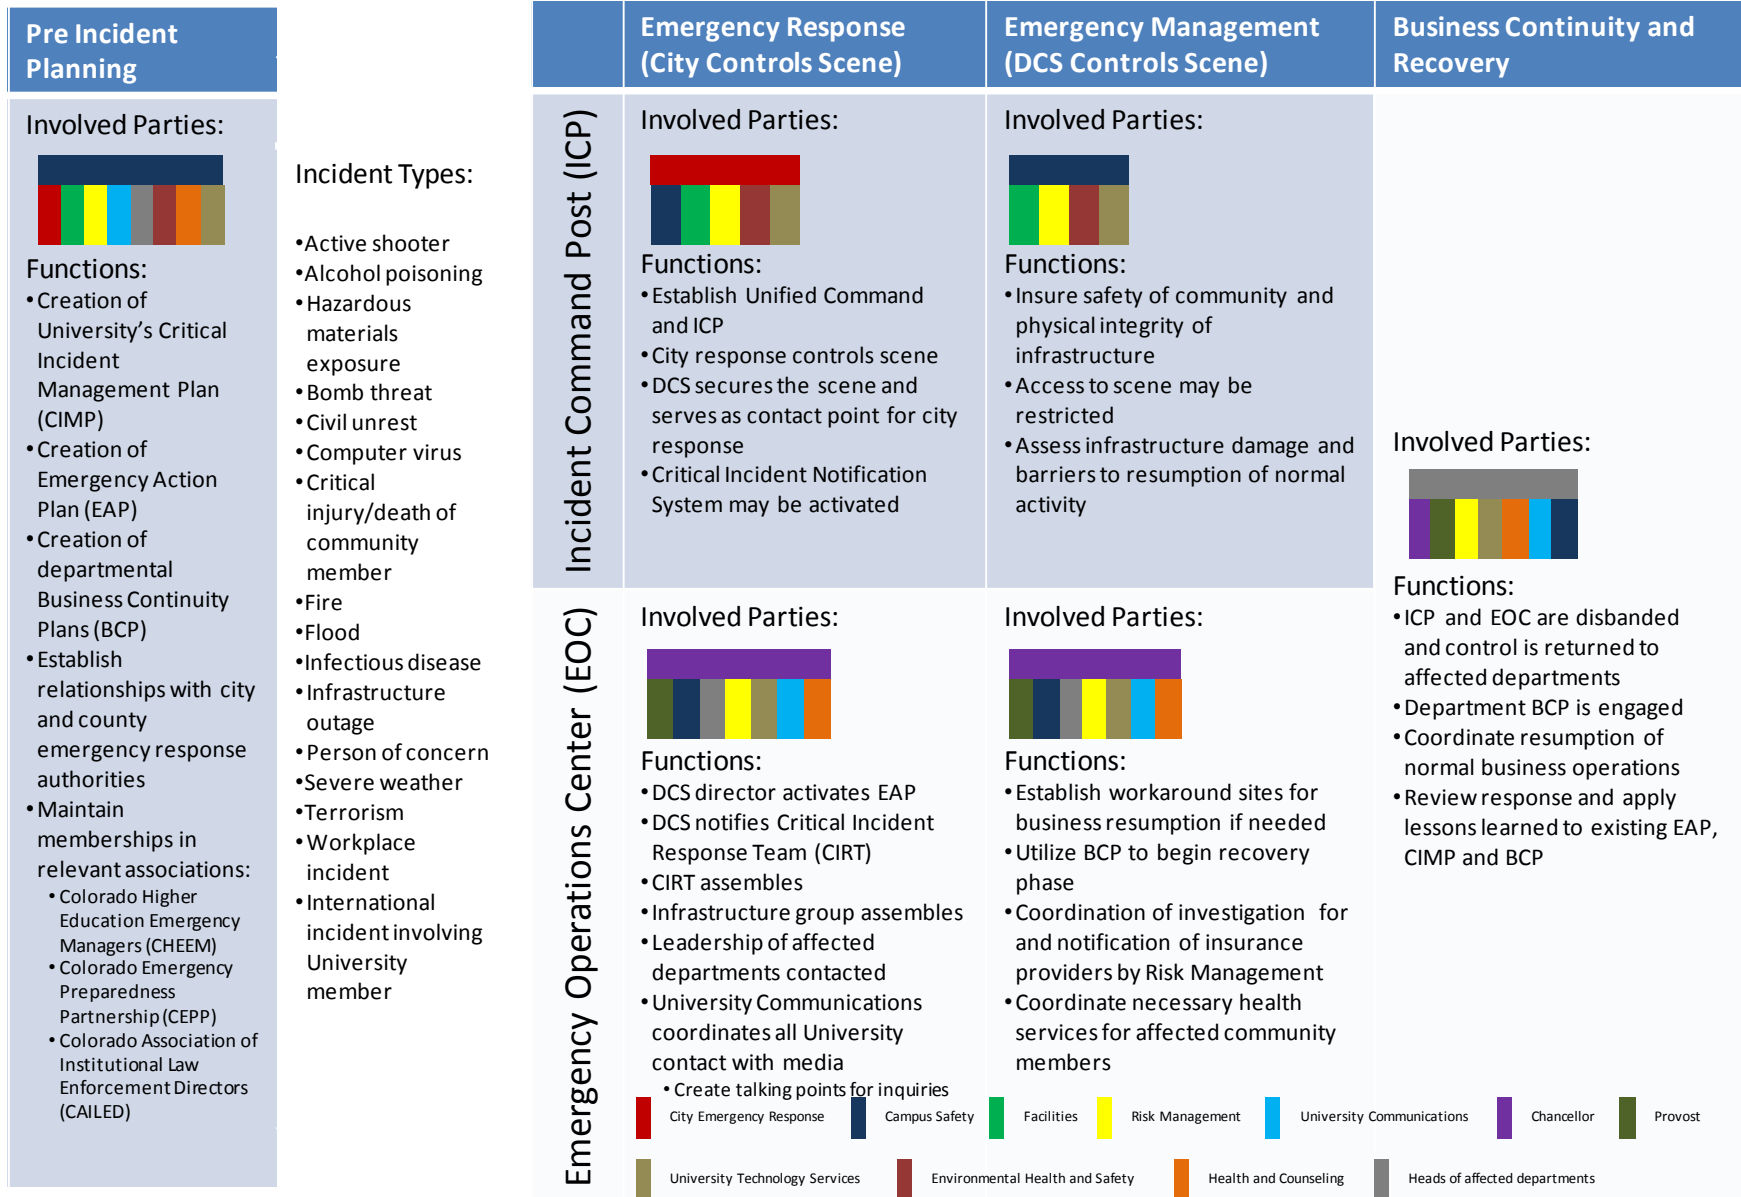 Pre Incident
Planning
Involved Parties:
Functions:
•Creation of
University’s Critical
Incident
Management Plan
(CIMP)
•Creation of
Emergency Action
Plan (EAP)
•Creation of
departmental
Business Continuity
Plans (BCP)
•Establish
relationships with city
and county
emergency response
authorities
•Maintain
memberships in
relevant associations:
•Colorado Higher
Education Emergency
Managers (CHEEM)
•Colorado Emergency
Preparedness
Partnership (CEPP)
•Colorado Association of
Institutional Law
Enforcement Directors
(CAILED)
Incident Types:
•Active shooter
•Alcohol poisoning
•Hazardous
materials
exposure
•Bomb threat
•Civil unrest
•Computer virus
•Critical
injury/death of
community
member
•Fire
•Flood
•Infectious disease
•Infrastructure
outage
•Person of concern
•Severe weather
•Terrorism
•Workplace
incident
•International
incident involving
University
member
Emergency Response
(City Controls Scene)
Emergency Management
(DCS Controls Scene)
Business Continuity and
Recovery
Incident Command Post (ICP)
Involved Parties:
Functions:
•Establish Unified Command
and ICP
•City response controls scene
•DCS secures the scene and
serves as contact point for city
response
•Critical Incident Notification
System may be activated
Involved Parties:
Functions:
•Insure safety of community and
physical integrity of
infrastructure
•Access to scene may be
restricted
•Assess infrastructure damage and
barriers to resumption of normal
activity
Emergency Operations Center (EOC)
Involved Parties:
Functions:
•DCS director activates EAP
•DCS notifies Critical Incident
Response Team (CIRT)
•CIRT assembles
•Infrastructure group assembles
•Leadership of affected
departments contacted
•University Communications
coordinates all University
contact with media
•Create talking points for inquiries
Involved Parties:
Functions:
•Establish workaround sites for
business resumption if needed
•Utilize BCP to begin recovery
phase
•Coordination of investigation for
and notification of insurance
providers by Risk Management
•Coordinate necessary health
services for affected community
members
Involved Parties:
Functions:
•ICP and EOC are disbanded
and control is returned to
affected departments
•Department BCP is engaged
•Coordinate resumption of
normal business operations
•Review response and apply
lessons learned to existing EAP,
CIMP and BCP
City Emergency Response
Campus Safety
Facilities
Risk Management
University Communications
Chancellor
Provost
University Technology Services
Environmental Health and Safety
Health and Counseling
Heads of affected departments